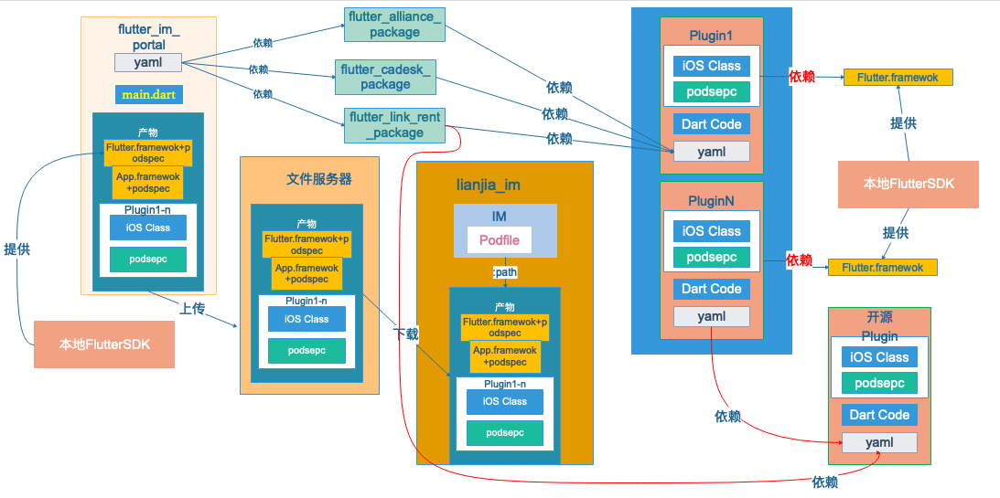 flutter_im_
portal
yaml
main.dart
产物
Flutter.framewok+p
odspec
App.framewok
+podspec
Plugin1-n
iOS Class
podsepc
提供
本地FlutterSDK
上传
依赖
依赖
依赖
flutter_alliance_
package
flutter_cadesk_
package
flutter_link_rent
_package
依赖
依赖
依赖
文件服务器
产物
Flutter.framewok+p
odspec
App.framewok
+podspec
Plugin1-n
iOS Class
podsepc
下载
lianjia_im
IM
Podfile
:path
产物
Flutter.framewok+p
odspec
App.framewok
+podspec
Plugin1-n
iOS Class
podsepc
Plugin1
iOS Class
podsepc
Dart Code
yaml
依赖
Flutter.framewok
提供
本地FlutterSDK
提供
PluginN
iOS Class
podsepc
Dart Code
yaml
依赖
Flutter.framewok
依赖
开源
Plugin
iOS Class
podsepc
Dart Code
yaml
依赖